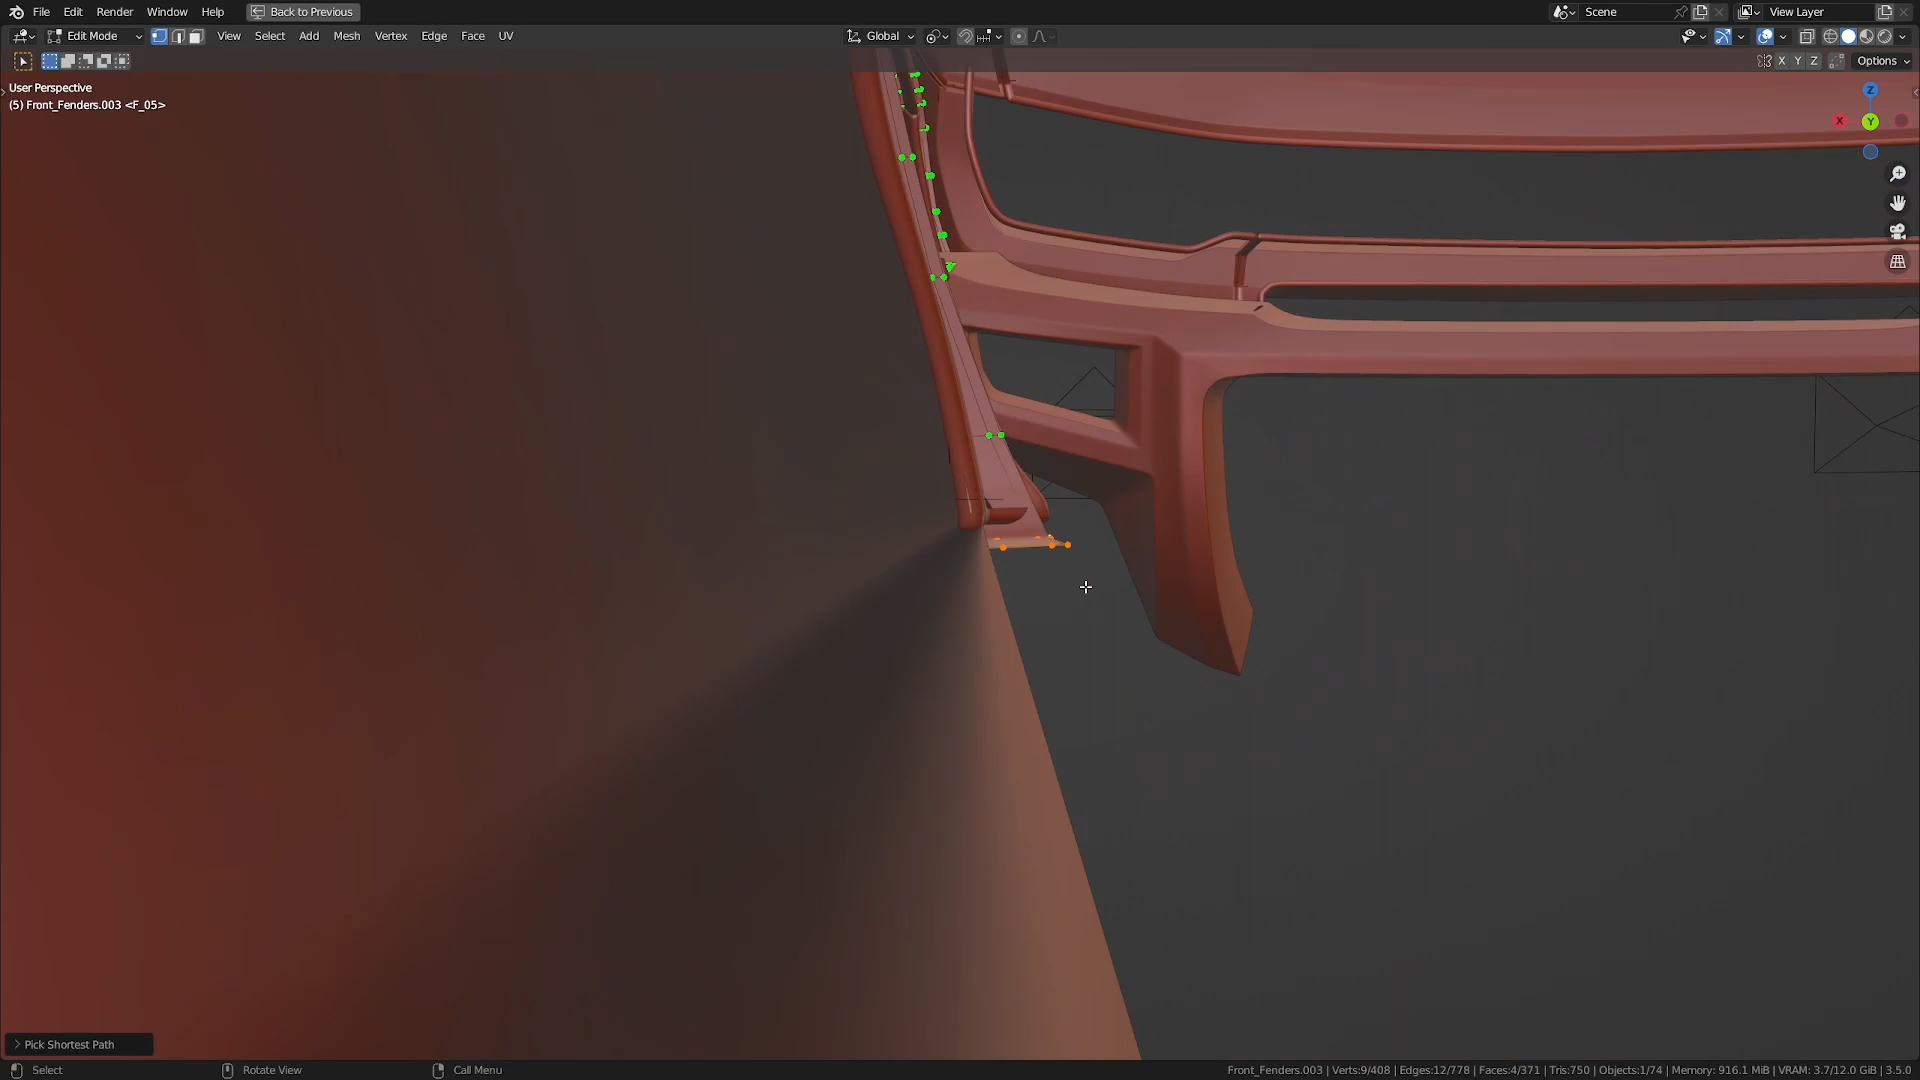 File Edit Render Window Help Back to Previous Scene View Layer
Edit Mode View Select Add Mesh Vertex Edge Face UV Global
X Y Z Options
User Perspective
(5) Front_Fenders.003 <F_05>
Z
X
Y
> Pick Shortest Path
Select Rotate View Call Menu Front_Fenders.003 | Verts:9/408 | Edges:12/778 | Faces:4/371 | Tris:750 | Objects:1/74 | Memory: 916.1 MiB | VRAM: 3.7/12.0 GiB | 3.5.0